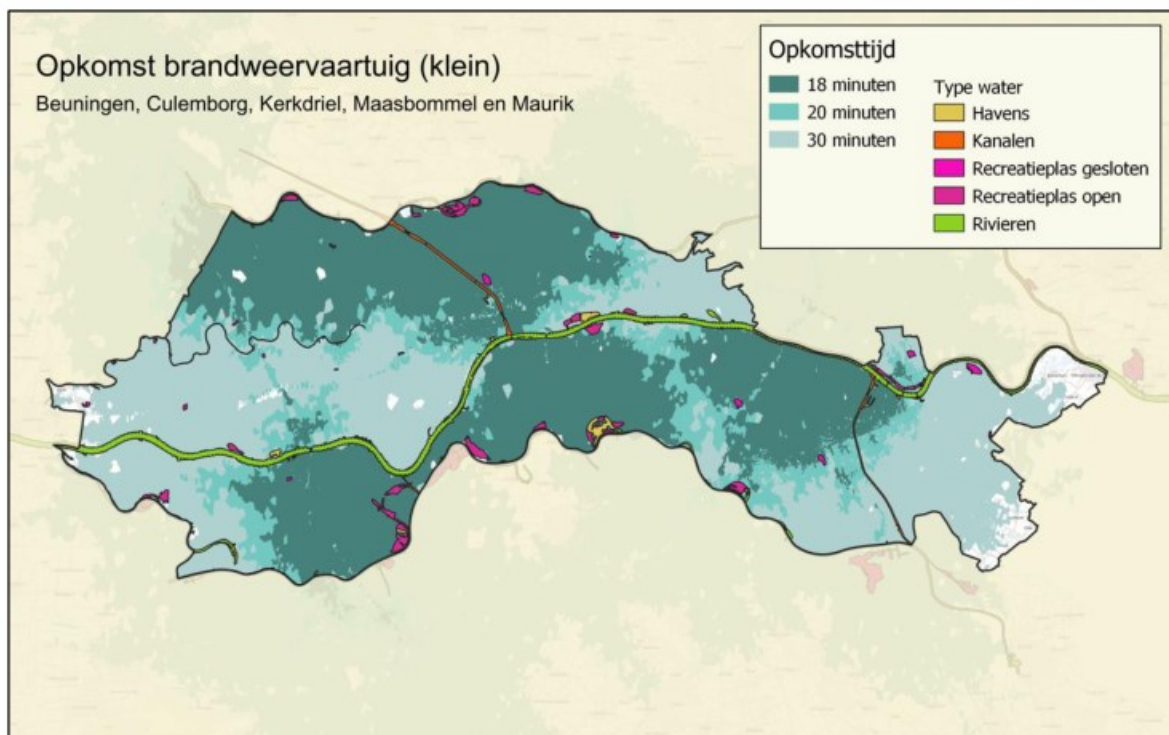 Opkomst brandweervaartuig (klein)
Beuningen, Culemborg, Kerkdriel, Maasbommel en Maurik
Opkomsttijd
18 minuten
20 minuten
30 minuten
Type water
Havens
Kanalen
Recreatieplas gesloten
Recreatieplas open
Rivieren